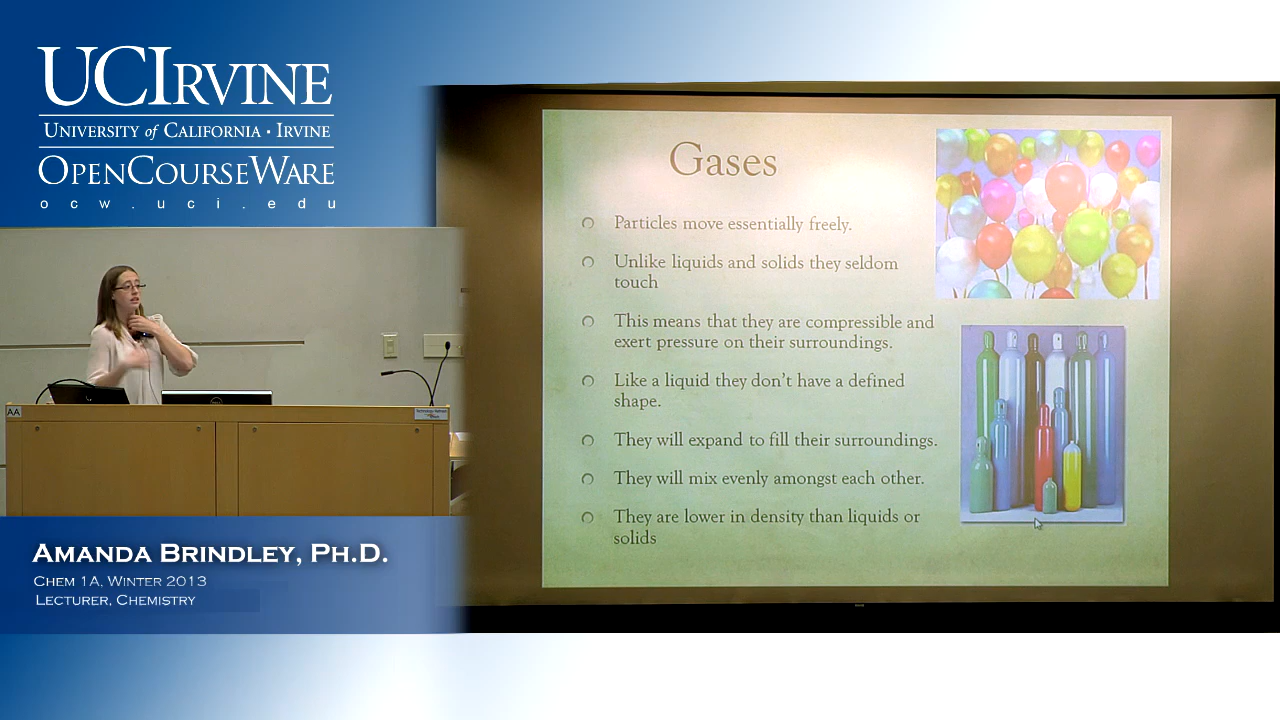 UCIRVINE
UNIVERSITY of CALIFORNIA · IRVINE
OPENCOURSEWARE
ocw.uci.edu
AA
AMANDA BRINDLEY, PH.D.
CHEM 1A, WINTER 2013
LECTURER, CHEMISTRY
Gases
Particles move essentially freely.
Unlike liquids and solids they seldom
touch
This means that they are compressible and
exert pressure on their surroundings.
Like a liquid they don't have a defined
shape.
They will expand to fill their surroundings.
They will mix evenly amongst each other.
They are lower in density than liquids or
solids